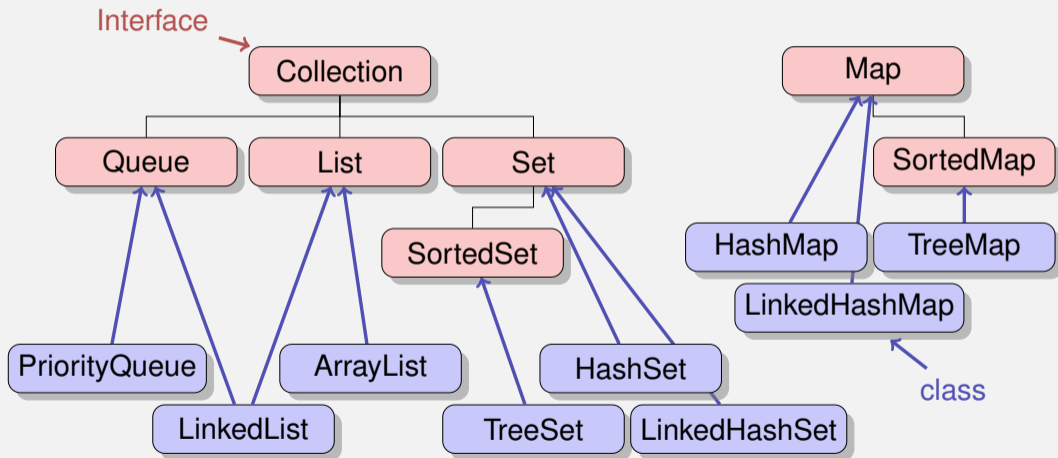 Interface
Collection
Map
Queue
List
Set
SortedMap
SortedSet
HashMap
TreeMap
LinkedHashMap
PriorityQueue
ArrayList
HashSet
class
LinkedList
TreeSet
LinkedHashSet